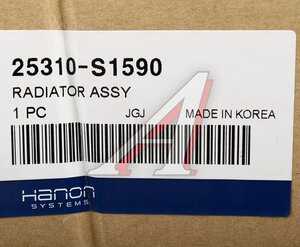 25310-S1590
RADIATOR ASSY
1 PC JGJ MADE IN KOREA
Hanon
SYSTEMS